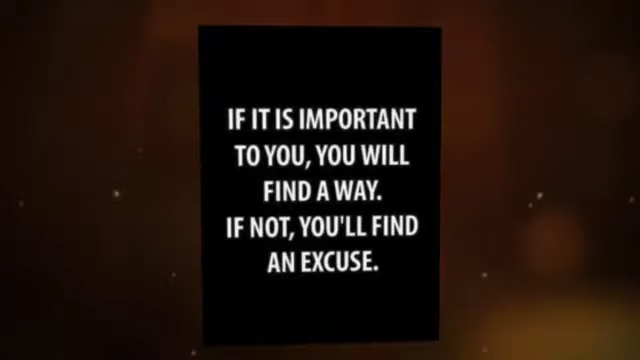 IF IT IS IMPORTANT
TO YOU, YOU WILL
FIND A WAY.
IF NOT, YOU'LL FIND
AN EXCUSE.